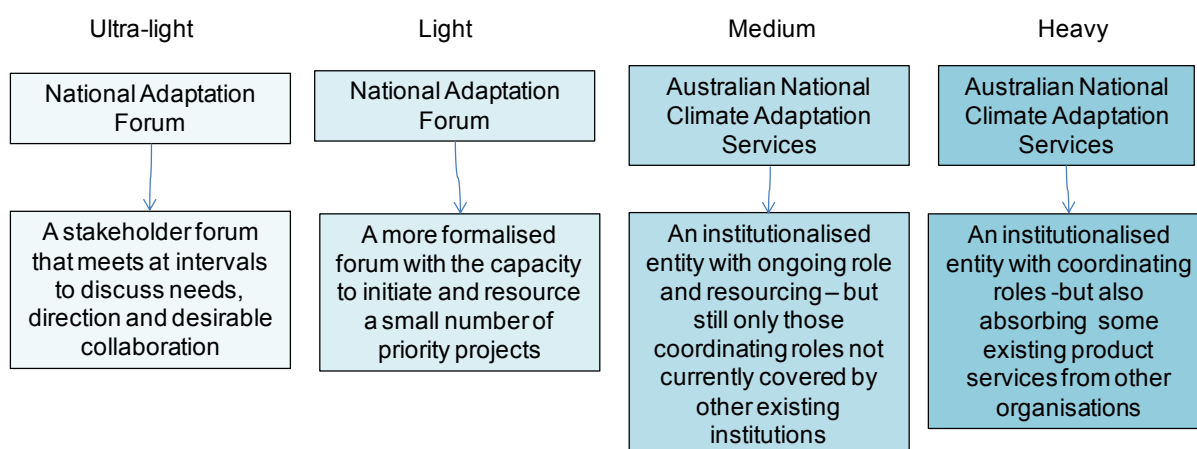 Ultra-light
Light
Medium
Heavy
National Adaptation
Forum
National Adaptation
Forum
Australian National
Climate Adaptation
Services
Australian National
Climate Adaptation
Services
A stakeholder forum
that meets at intervals
to discuss needs,
direction and desirable
collaboration
A more formalised
forum with the capacity
to initiate and resource
a small number of
priority projects
An institutionalised
entity with ongoing role
and resourcing – but
still only those
coordinating roles not
currently covered by
other existing
institutions
An institutionalised
entity with coordinating
roles -but also
absorbing some
existing product
services from other
organisations